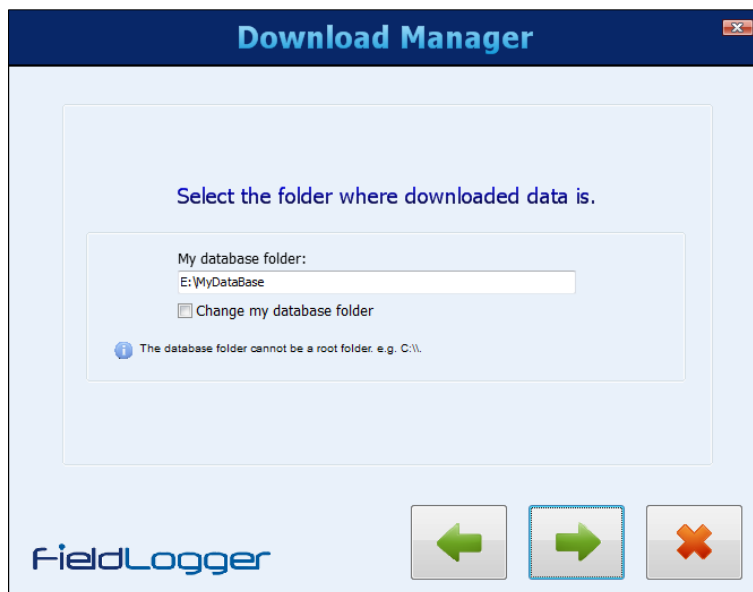 Download Manager
Select the folder where downloaded data is.
My database folder:
E:\MyDataBase
Change my database folder
The database folder cannot be a root folder. e.g. C:\\.
FieldLogger